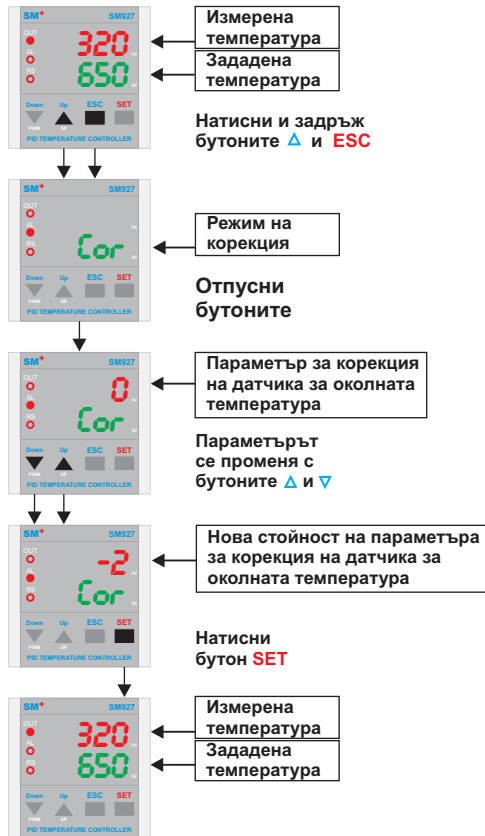 SM+ SM927
OUT
AL
RS
320 PV
650 SV
Down Up ESC SET
PWM SP
PID TEMPERATURE CONTROLLER
Измерена
температура
Зададена
температура
Натисни и задръж
бутоните △ и ESC
SM+ SM927
OUT
AL
RS
PV
Cor SV
Down Up ESC SET
PWM SP
PID TEMPERATURE CONTROLLER
Режим на
корекция
Отпусни
бутоните
SM+ SM927
OUT
AL
RS
0 PV
Cor SV
Down Up ESC SET
PWM SP
PID TEMPERATURE CONTROLLER
Параметър за корекция
на датчика за околната
температура
Параметърът
се променя с
бутоните △ и ▽
SM+ SM927
OUT
AL
RS
-2 PV
Cor SV
Down Up ESC SET
PWM SP
PID TEMPERATURE CONTROLLER
Нова стойност на параметъра
за корекция на датчика за
околната температура
Натисни
бутон SET
SM+ SM927
OUT
AL
RS
320 PV
650 SV
Down Up ESC SET
PWM SP
PID TEMPERATURE CONTROLLER
Измерена
температура
Зададена
температура